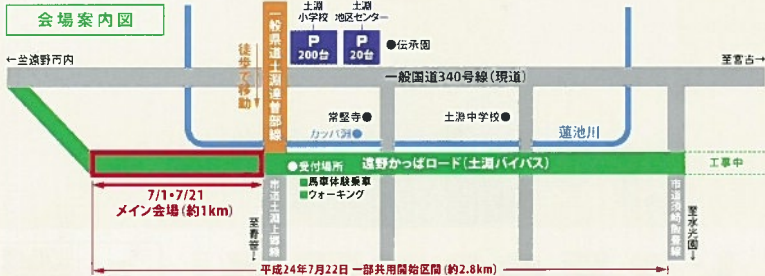 会場案内図
土淵
小学校
土淵
地区センター
P
200台
P
20台
●伝承園
←至遠野市内
至宮古→
一般国道340号線(現道)
一般県道土淵達曽部線
徒歩で移動
常堅寺●
土淵中学校●
カッパ淵●
蓮池川
●受付場所
遠野かっぱロード(土淵バイパス)
工事中
■馬車体験乗車
■ウォーキング
7/1・7/21
メイン会場(約1km)
市道土淵上郷線
至春笹→
市道須崎飯豊線
至水光園→
平成24年7月22日 一部共用開始区間(約2.8km)